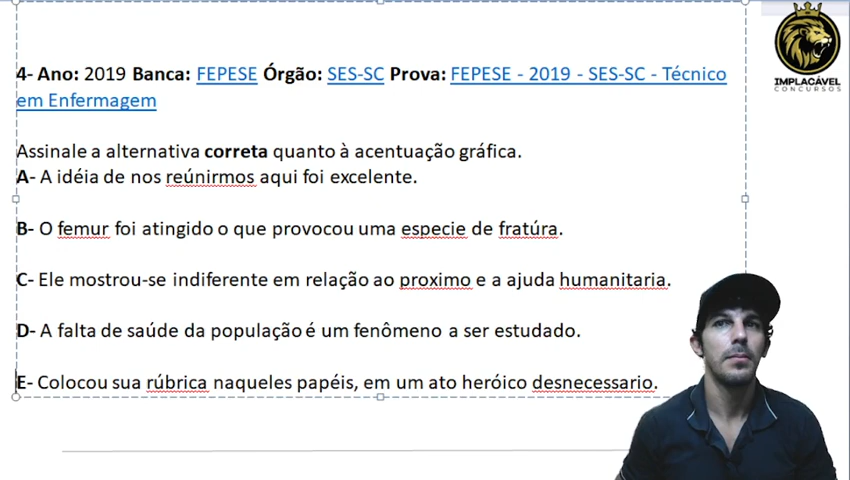 4- Ano: 2019 Banca: FEPESE Órgão: SES-SC Prova: FEPESE - 2019 - SES-SC - Técnico
em Enfermagem
IMPLACÁVEL
CONCURSOS
Assinale a alternativa correta quanto à acentuação gráfica.
A- A idéia de nos reúnirmos aqui foi excelente.
B- O femur foi atingido o que provocou uma especie de fratúra.
C- Ele mostrou-se indiferente em relação ao proximo e a ajuda humanitaria.
D- A falta de saúde da população é um fenômeno a ser estudado.
E- Colocou sua rúbrica naqueles papéis, em um ato heróico desnecessario.